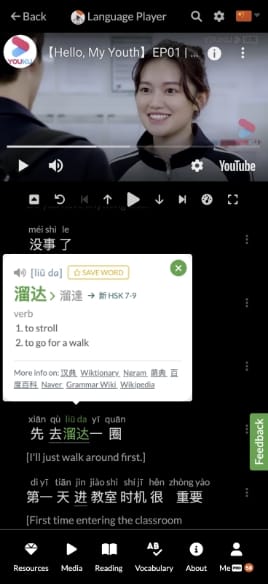 ← Back Language Player
YOUKU
【Hello, My Youth】EP01 | ...
YOUKU
YouTube
méi shì le
没事 了
[liū da] SAVE WORD
溜达 > 溜達 → 新 HSK 7-9
verb
1. to stroll
2. to go for a walk
More info on: 汉典 Wiktionary Neram 萌典 百
度百科 Naver Grammar Wiki Wikipedia
xiān qù liū da yī quān
先 去 溜达 一 圈
[I'll just walk around first.]
Feedback
dì yī tiān jìn jiào shì shí jī hěn zhòng yào
第一 天 进 教室 时机 很 重要
[First time entering the classroom
Resources Media Reading Vocabulary About Me 58